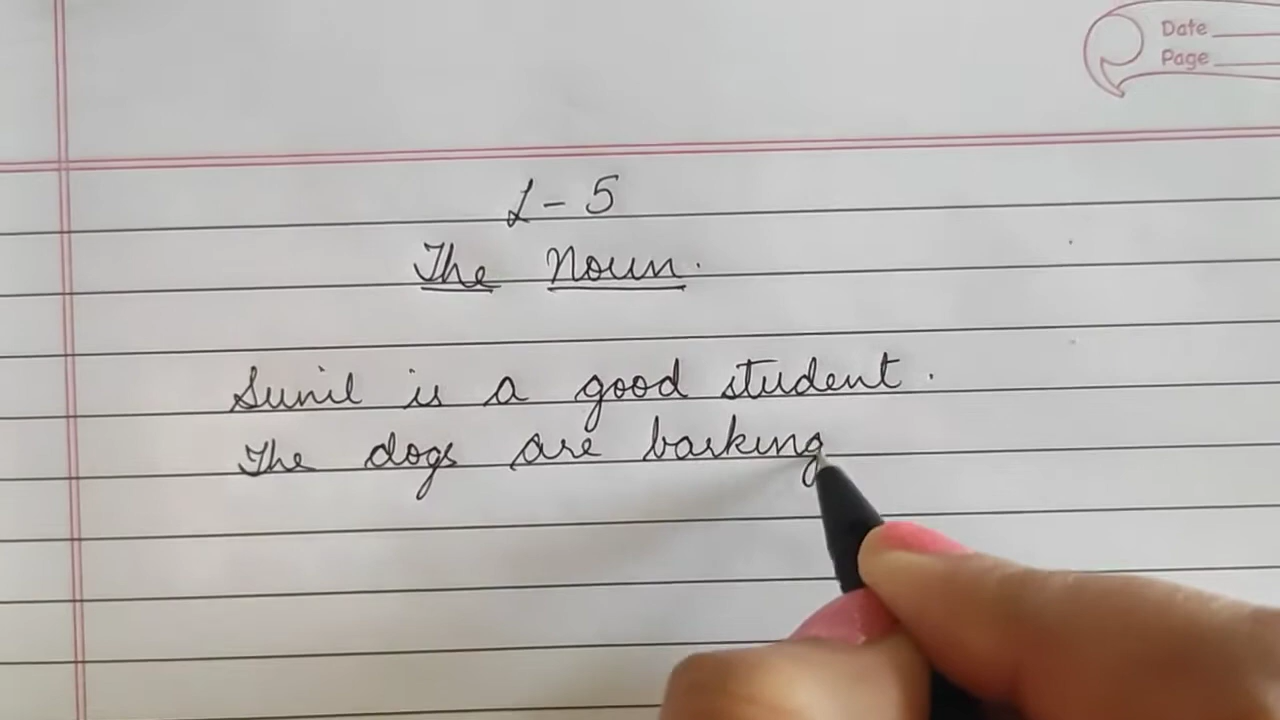 Date
Page
L - 5
The Noun.
Sunil is a good student.
The dogs are barking